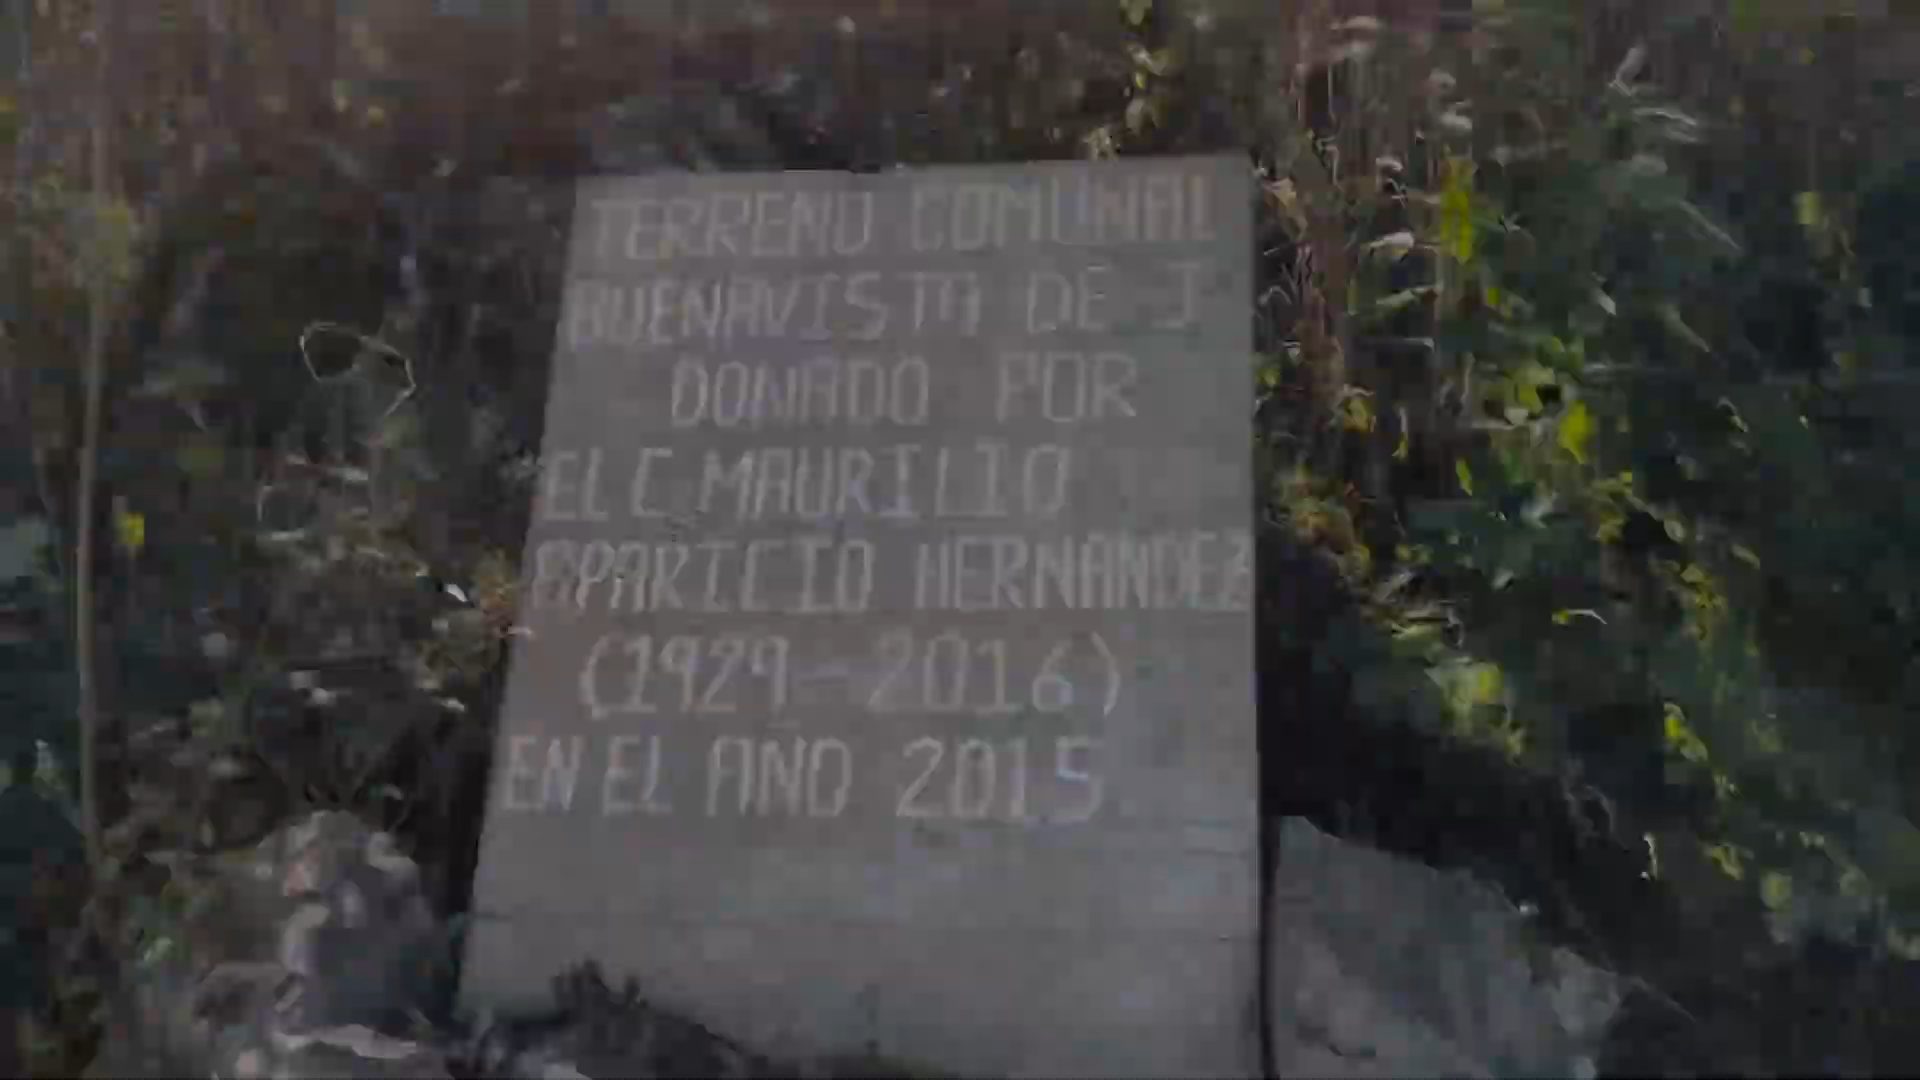 TERRENO COMUNAL
BUENAVISTA DE J
DONADO POR
EL C MAURILIO
APARICIO HERNANDEZ
(1929-2016)
EN EL AÑO 2015